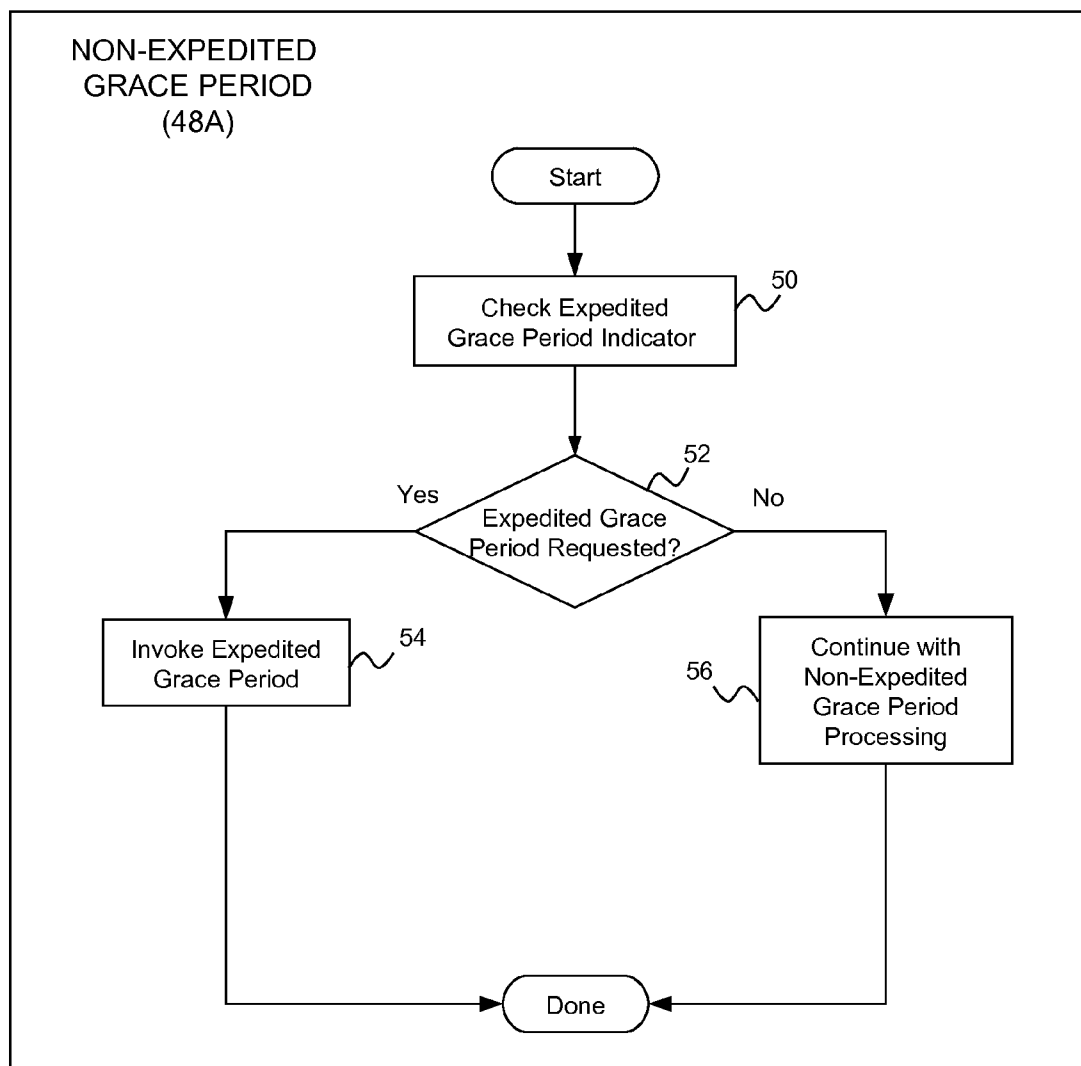 NON-EXPEDITED
GRACE PERIOD
(48A)
Start
50
Check Expedited
Grace Period Indicator
52
Yes
No
Expedited Grace
Period Requested?
54
Invoke Expedited
Grace Period
56
Continue with
Non-Expedited
Grace Period
Processing
Done